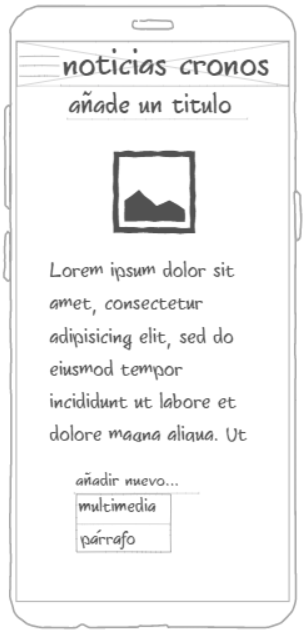 noticias cronos
añade un titulo
Lorem ipsum dolor sit
amet, consectetur
adipisicing elit, sed do
eiusmod tempor
incididunt ut labore et
dolore magna aliqua. Ut
añadir nuevo...
multimedia
párrafo